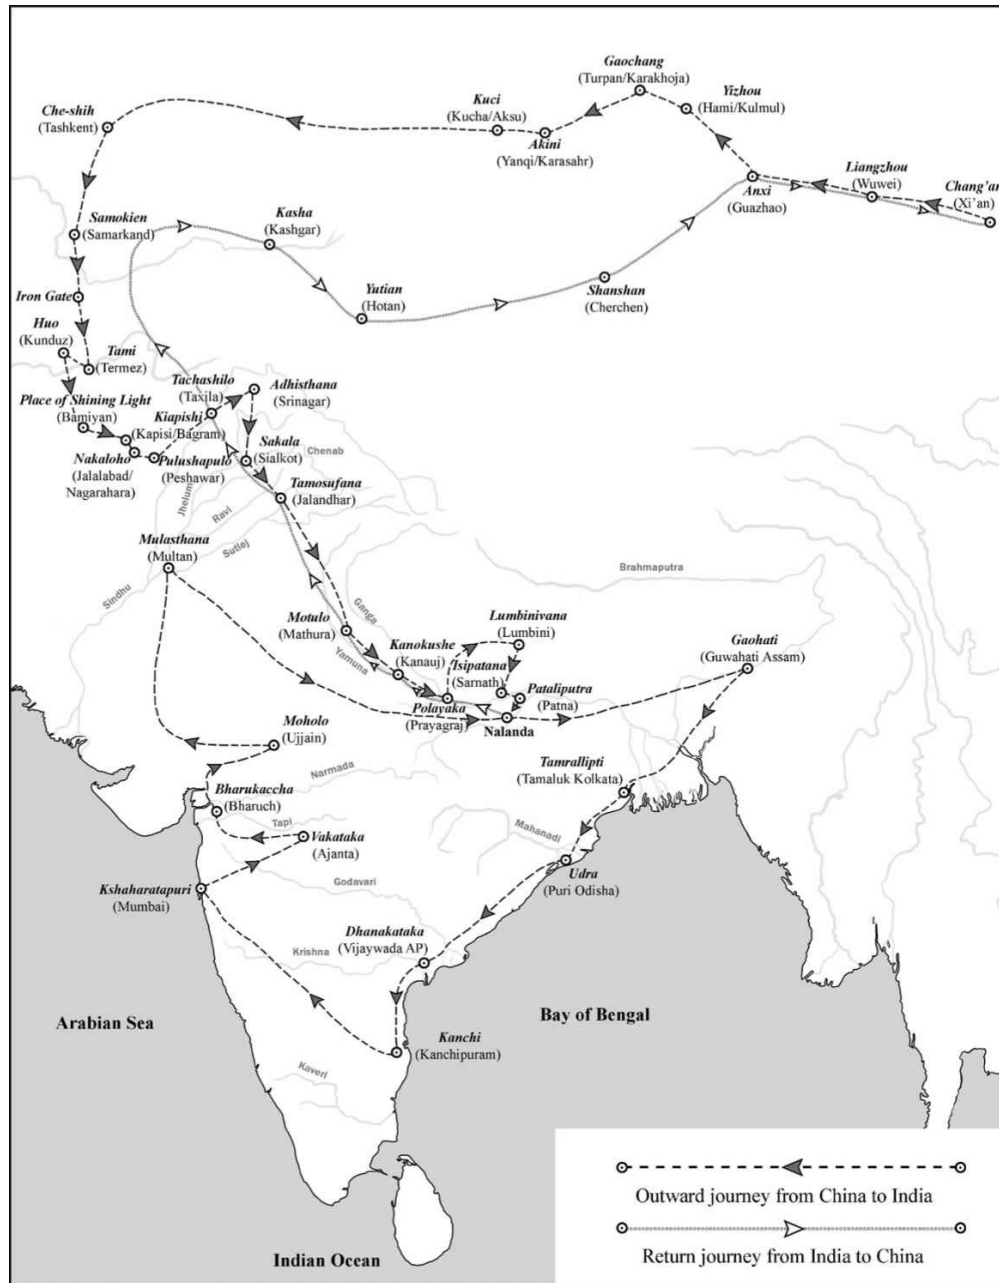 Gaochang
(Turpan/Karakhoja)
Kuci
(Kucha/Aksu)
Yizhou
(Hami/Kulmul)
Che-shih
(Tashkent)
Akini
(Yanqi/Karasahr)
Liangzhou
(Wuwei)
Anxi
(Guazhao)
Chang'an
(Xi'an)
Samokien
(Samarkand)
Kasha
(Kashgar)
Iron Gate
Yutian
(Hotan)
Shanshan
(Cherchen)
Huo
(Kunduz)
Tami
(Termez)
Tachashilo
(Taxila)
Adhisthana
(Srinagar)
Place of Shining Light
(Bamiyan)
Kiapishi
(Kapisi/Bagram)
Nakaloho
(Jalalabad/
Nagarahara)
Pulushapulo
(Peshawar)
Sakala
(Sialkot)
Chenab
Jhelum
Tamosufana
(Jalandhar)
Ravi
Sutlej
Mulasthana
(Multan)
Sindhu
Brahmaputra
Ganga
Motulo
(Mathura)
Yamuna
Kanokushe
(Kanauj)
Lumbinivana
(Lumbini)
Isipatana
(Sarnath)
Gaohati
(Guwahati Assam)
Polayaka
(Prayagraj)
Pataliputra
(Patna)
Nalanda
Moholo
(Ujjain)
Narmada
Tamrallipti
(Tamaluk Kolkata)
Bharukaccha
(Bharuch)
Tapi
Mahanadi
Vakataka
(Ajanta)
Udra
(Puri Odisha)
Godavari
Kshaharatapuri
(Mumbai)
Dhanakataka
(Vijaywada AP)
Krishna
Arabian Sea
Bay of Bengal
Kanchi
(Kanchipuram)
Kaveri
Indian Ocean
Outward journey from China to India
Return journey from India to China